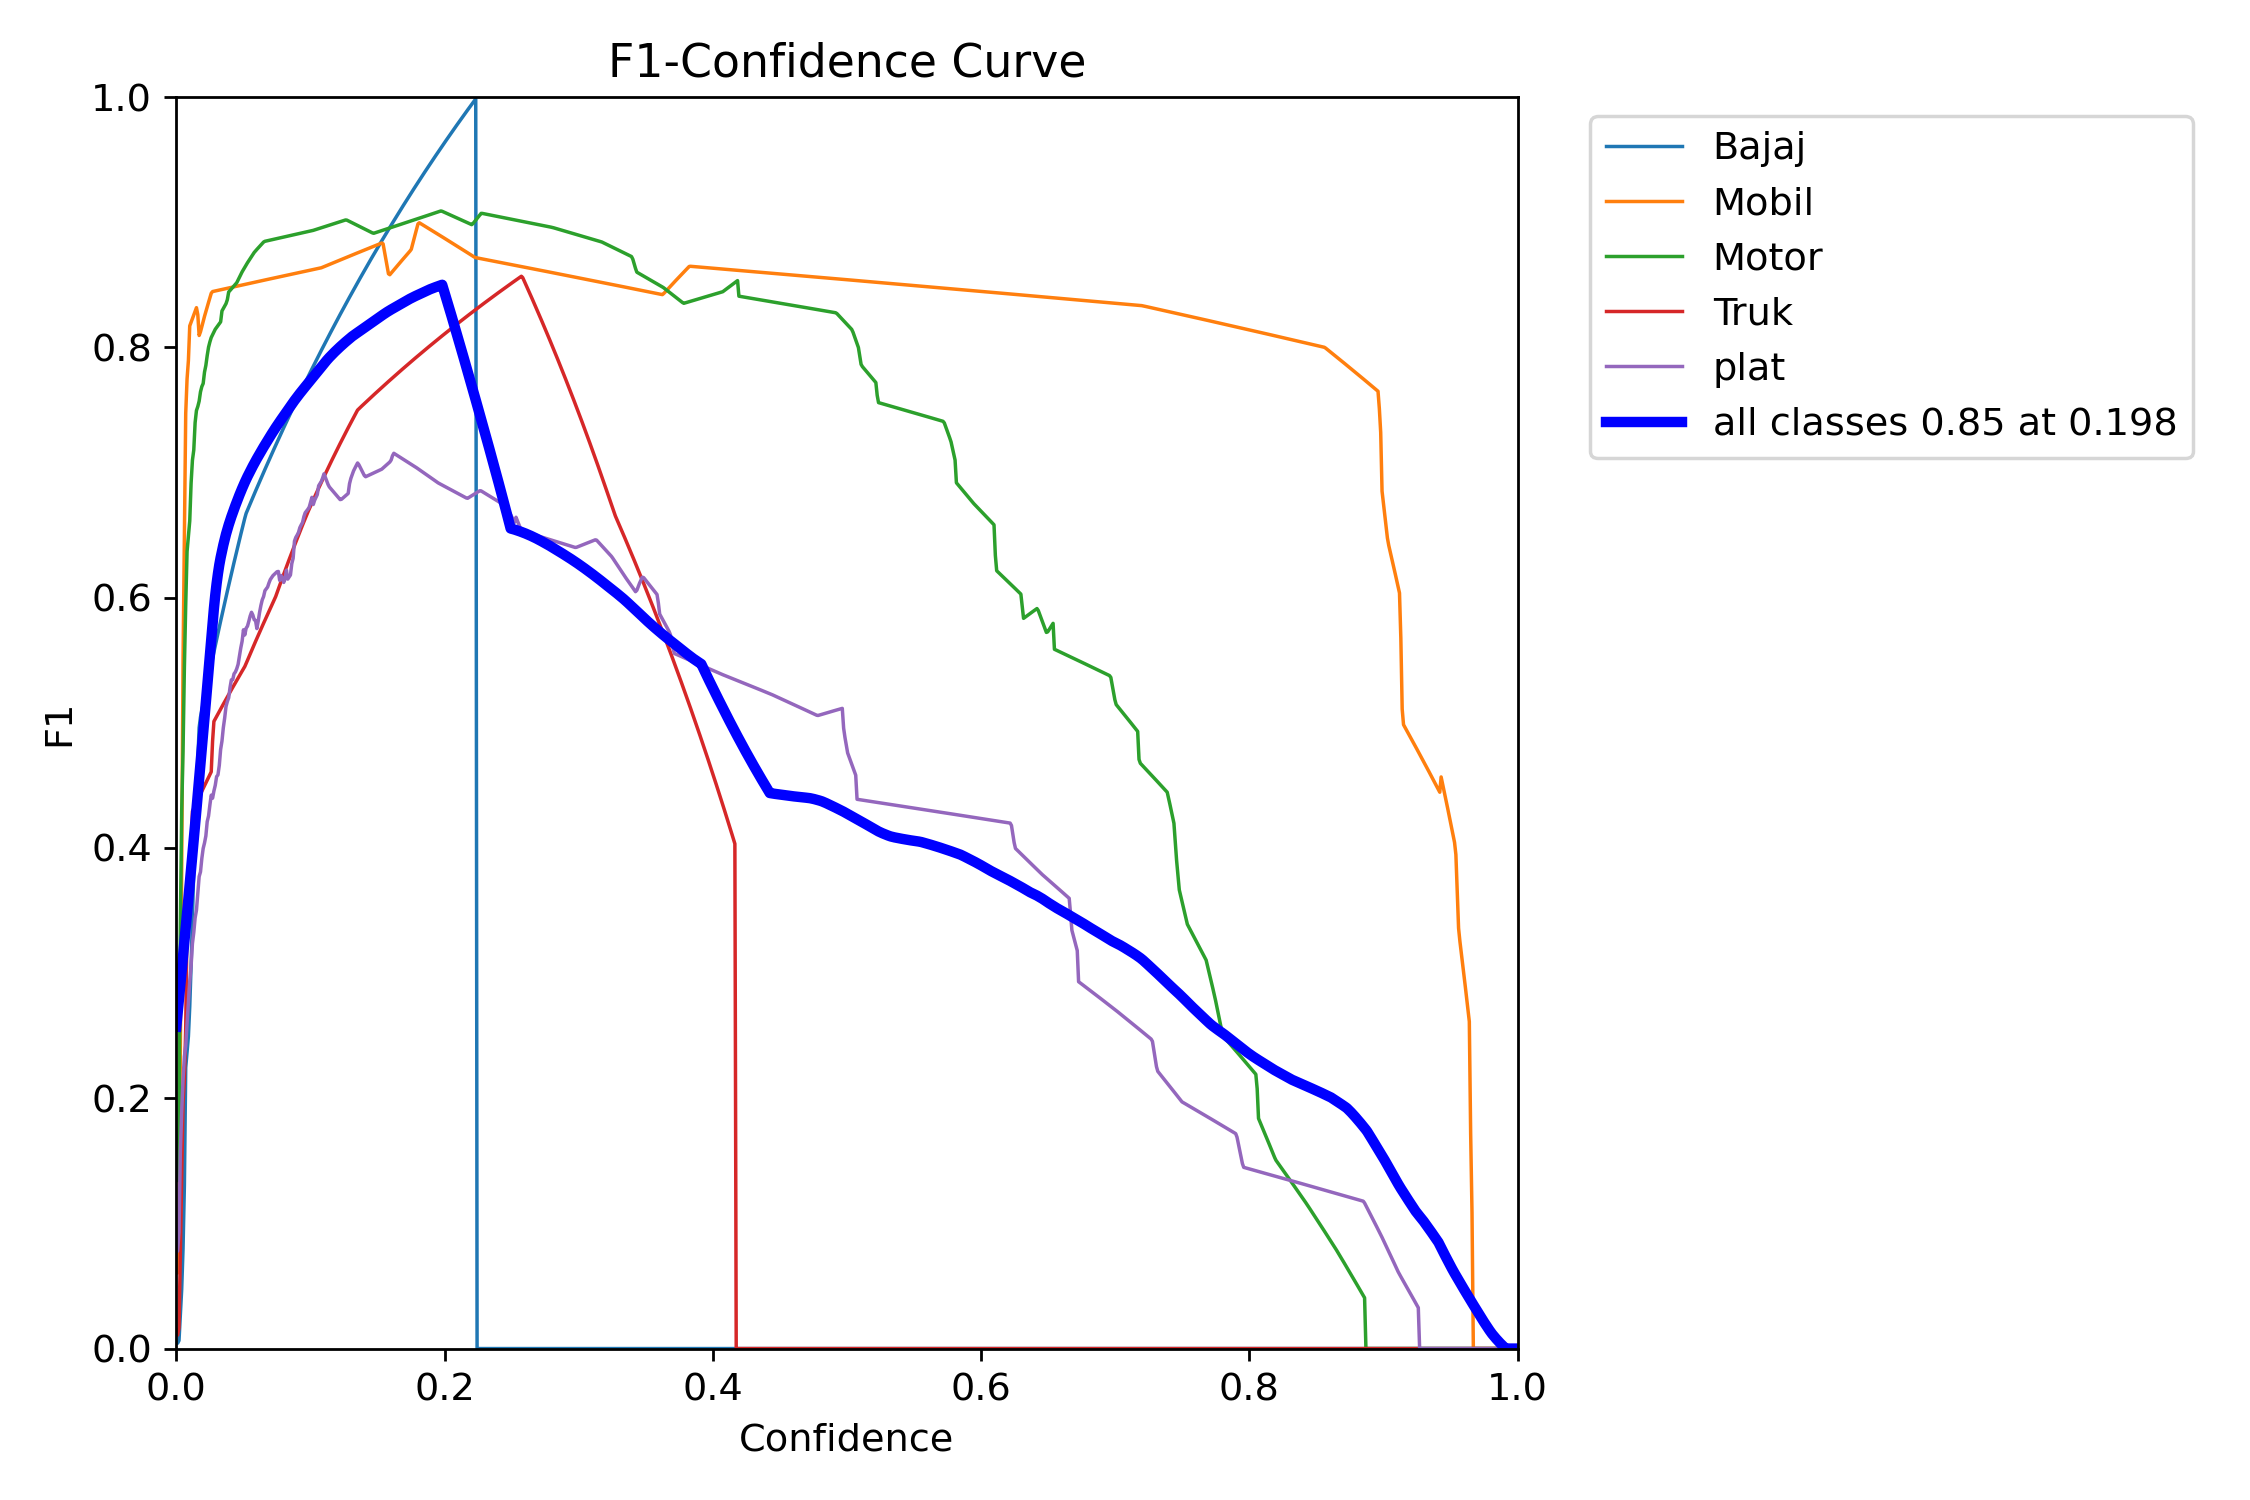 F1-Confidence Curve
1.0
0.8
0.6
0.4
0.2
0.0
F1
0.0 0.2 0.4 0.6 0.8 1.0
Confidence
Bajaj
Mobil
Motor
Truk
plat
all classes 0.85 at 0.198